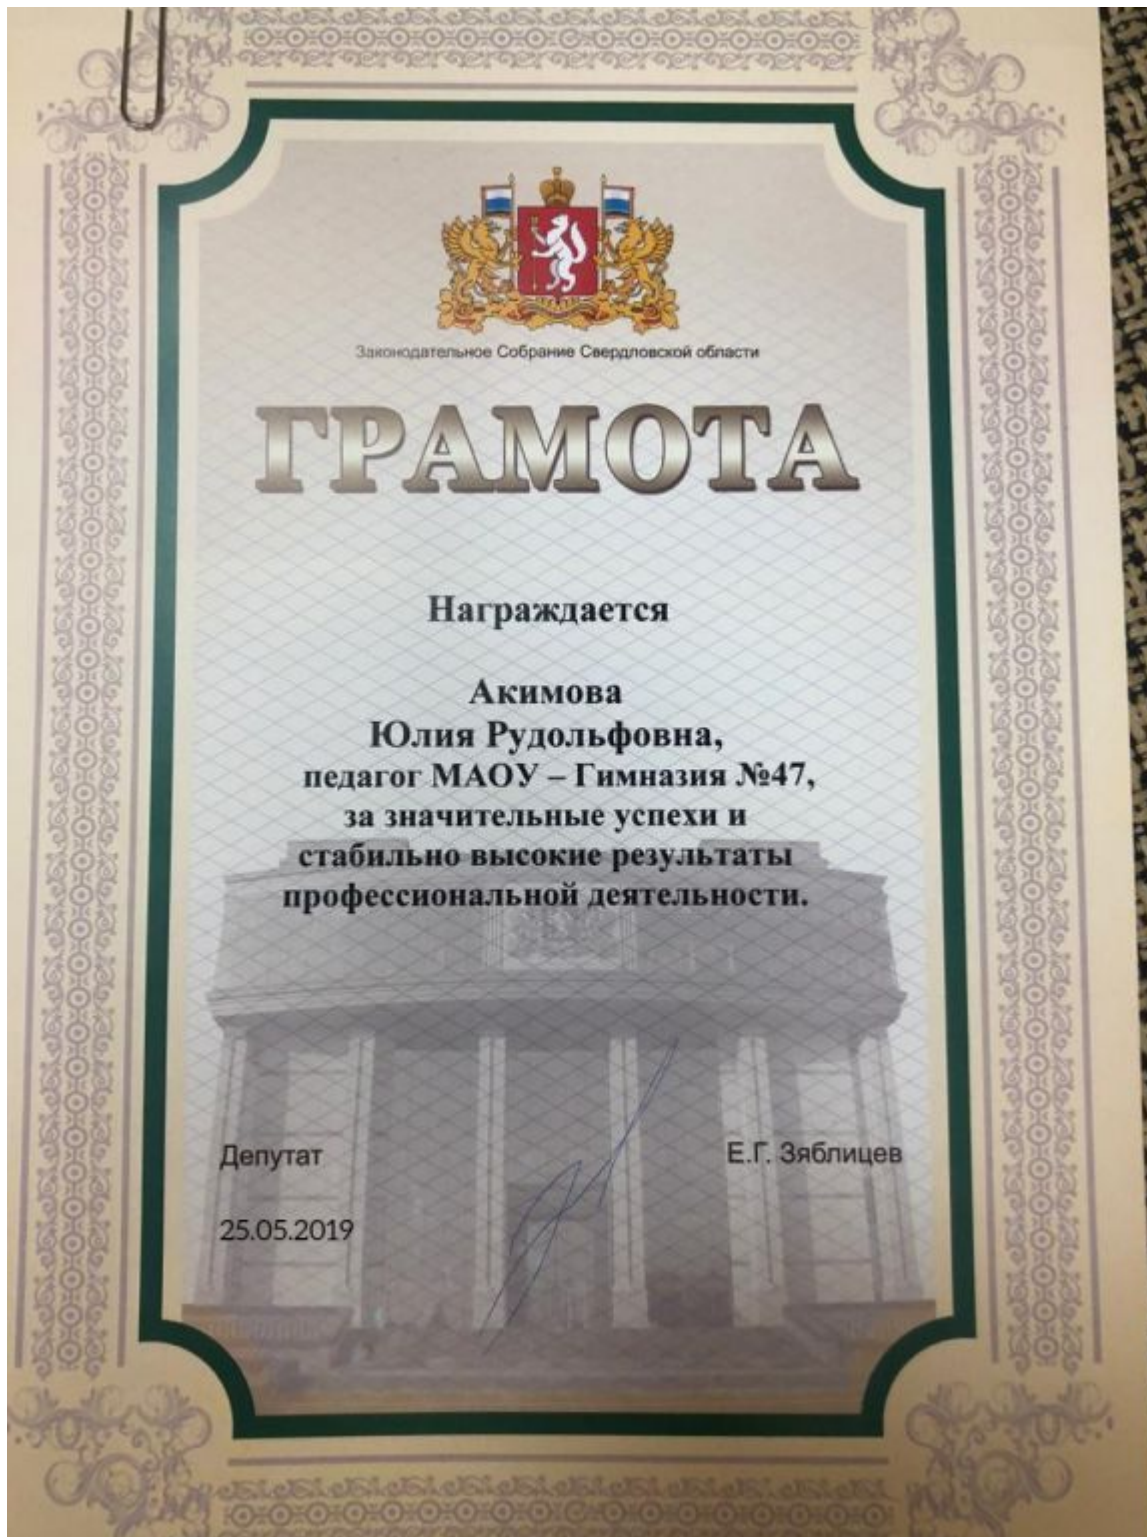 Законодательное Собрание Свердловской области
ГРАМОТА
Награждается
Акимова
Юлия Рудольфовна,
педагог МАОУ – Гимназия №47,
за значительные успехи и
стабильно высокие результаты
профессиональной деятельности.
Депутат
Е.Г. Зяблицев
25.05.2019